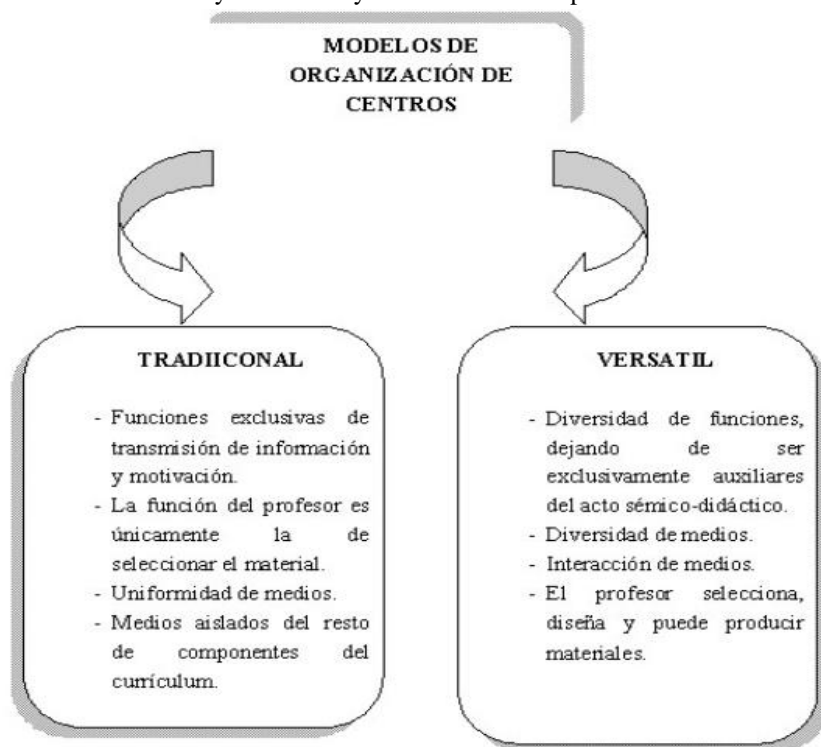 MODELOS DE
ORGANIZACIÓN DE
CENTROS
TRADIICONAL
- Funciones exclusivas de
transmisión de información
y motivación.
- La función del profesor es
únicamente la de
seleccionar el material.
- Uniformidad de medios.
- Medios aislados del resto
de componentes del
currículum.
VERSATIL
- Diversidad de funciones,
dejando de ser
exclusivamente auxiliares
del acto sémico-didáctico.
- Diversidad de medios.
- Interacción de medios.
- El profesor selecciona,
diseña y puede producir
materiales.